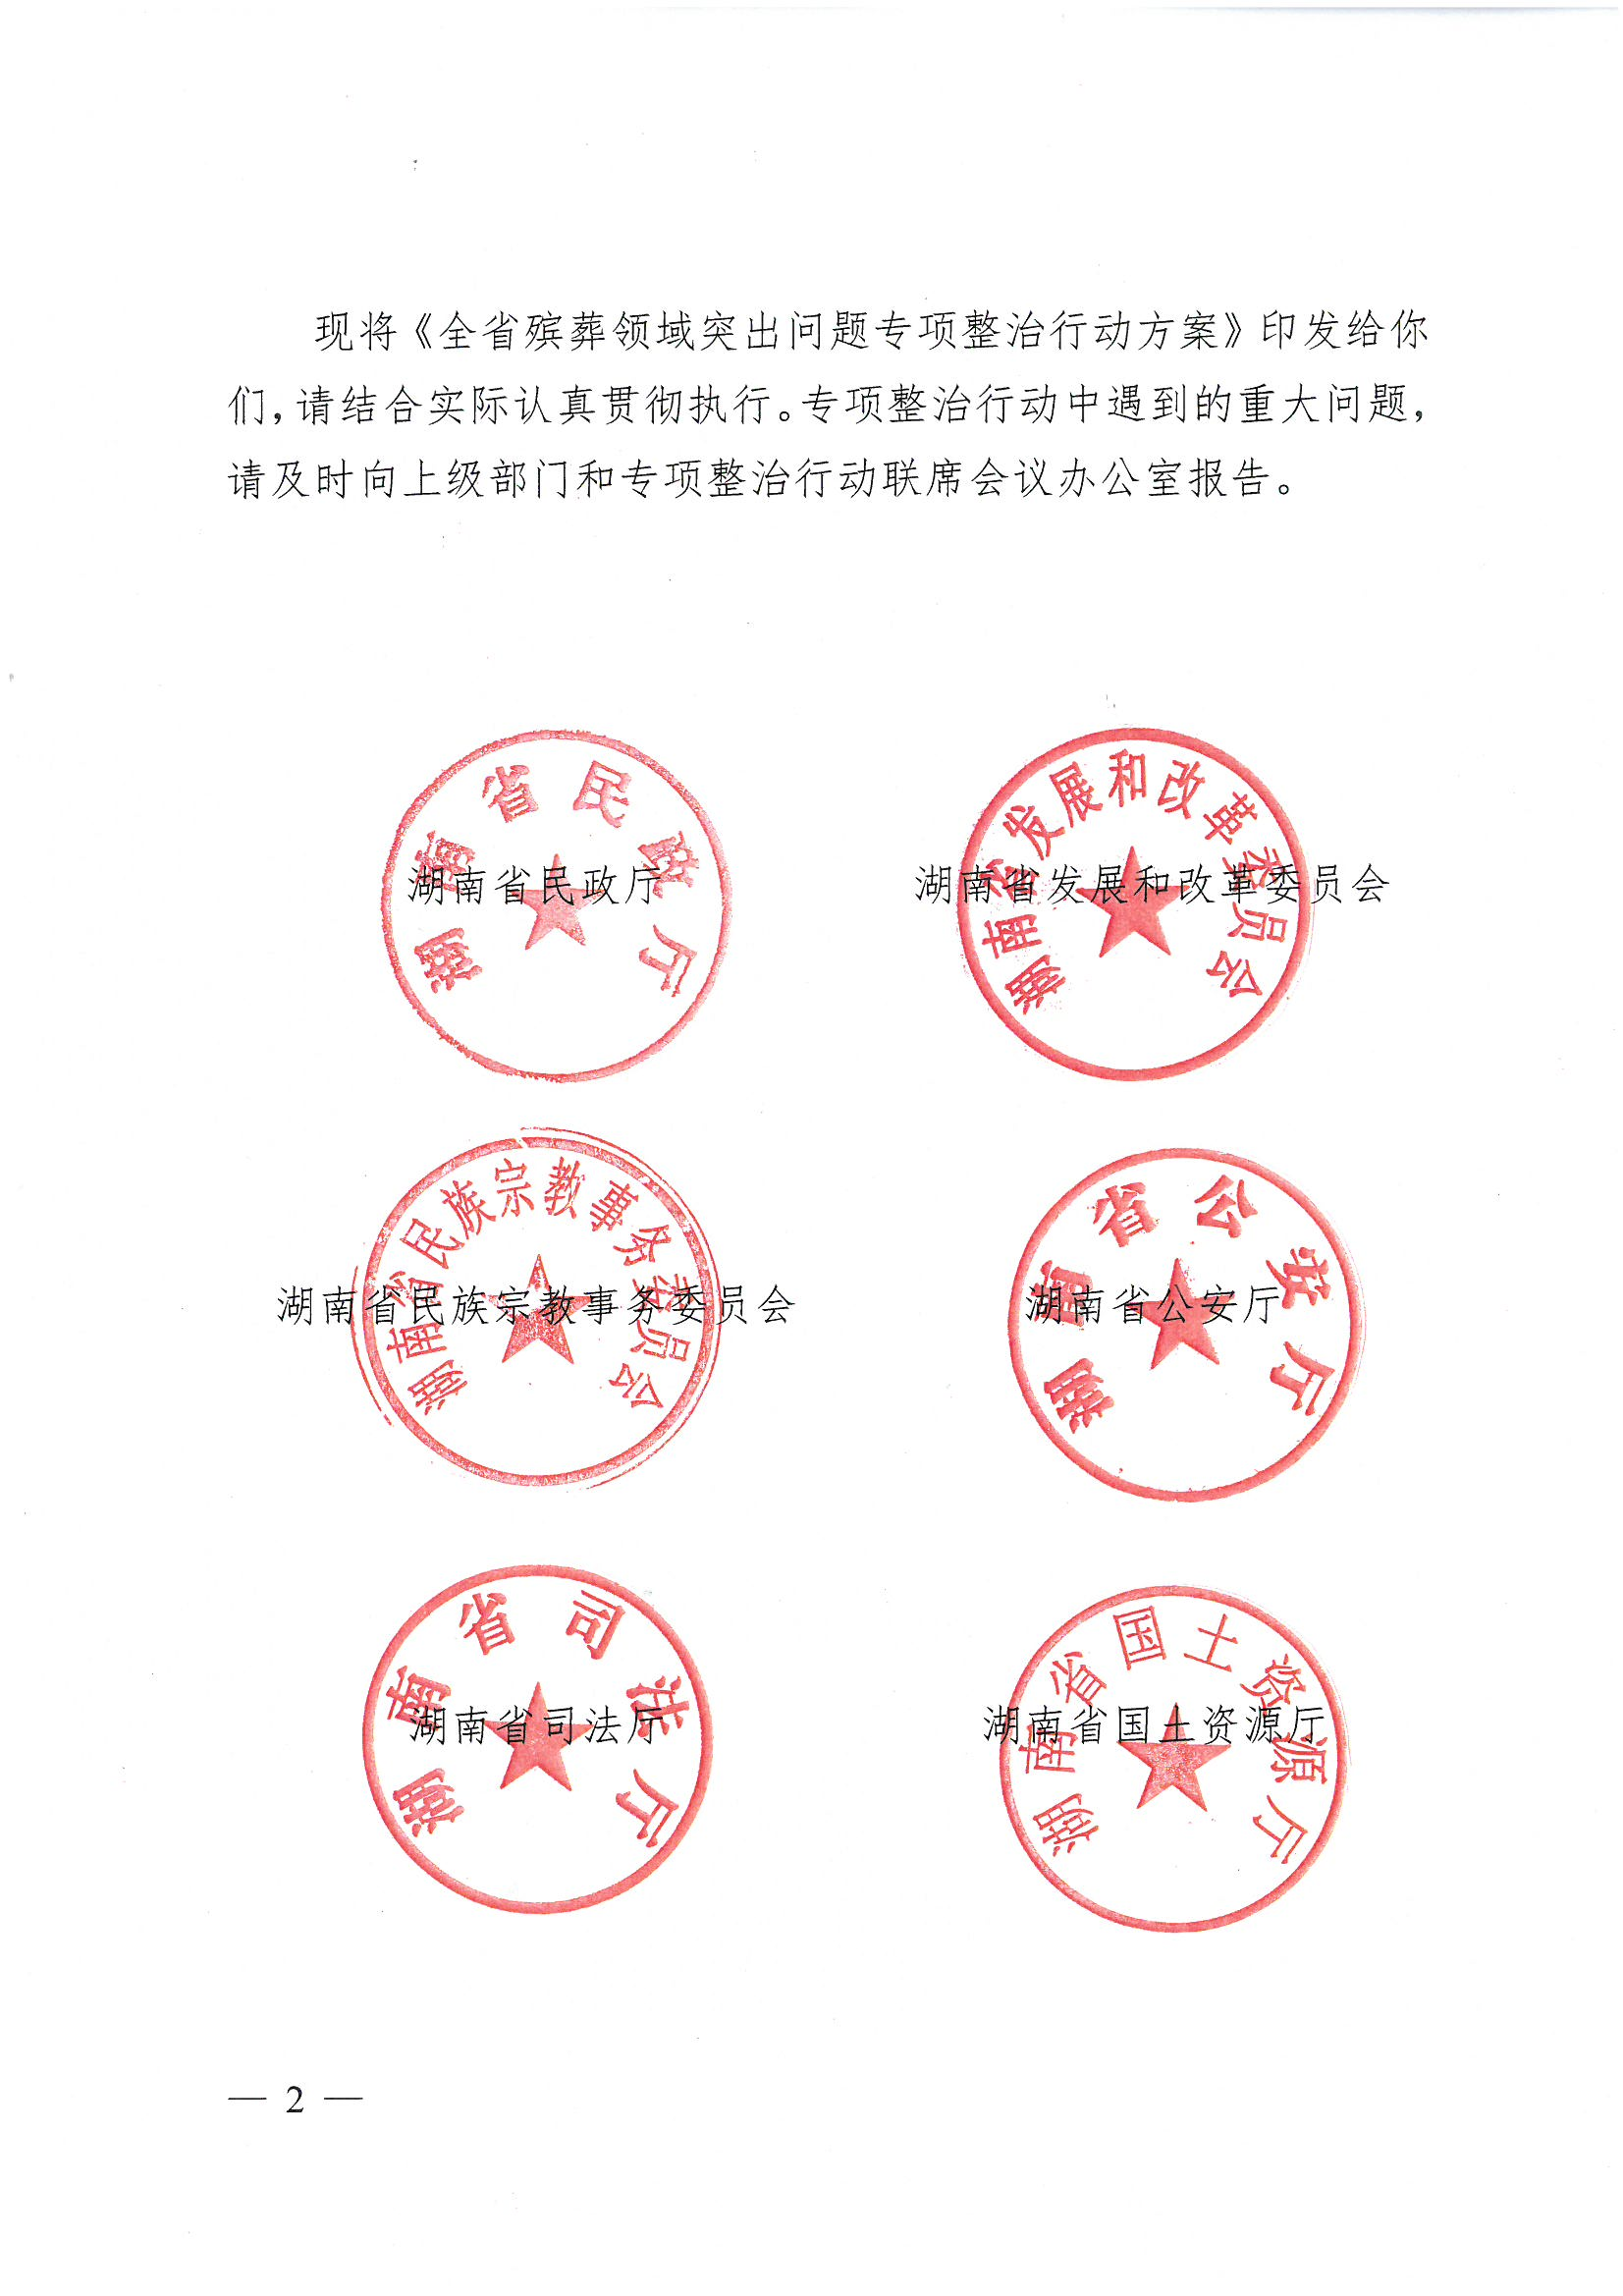 现将《全省殡葬领域突出问题专项整治行动方案》印发给你
们,请结合实际认真贯彻执行。专项整治行动中遇到的重大问题,
请及时向上级部门和专项整治行动联席会议办公室报告。
湖南省民政厅
湖南省民政厅
湖南省发展和改革委员会
湖南省发展和改革委员会
湖南省民族宗教事务委员会
湖南省民族宗教事务委员会
湖南省公安厅
湖南省公安厅
湖南省司法厅
湖南省司法厅
湖南省国土资源厅
湖南省国土资源厅
— 2 —